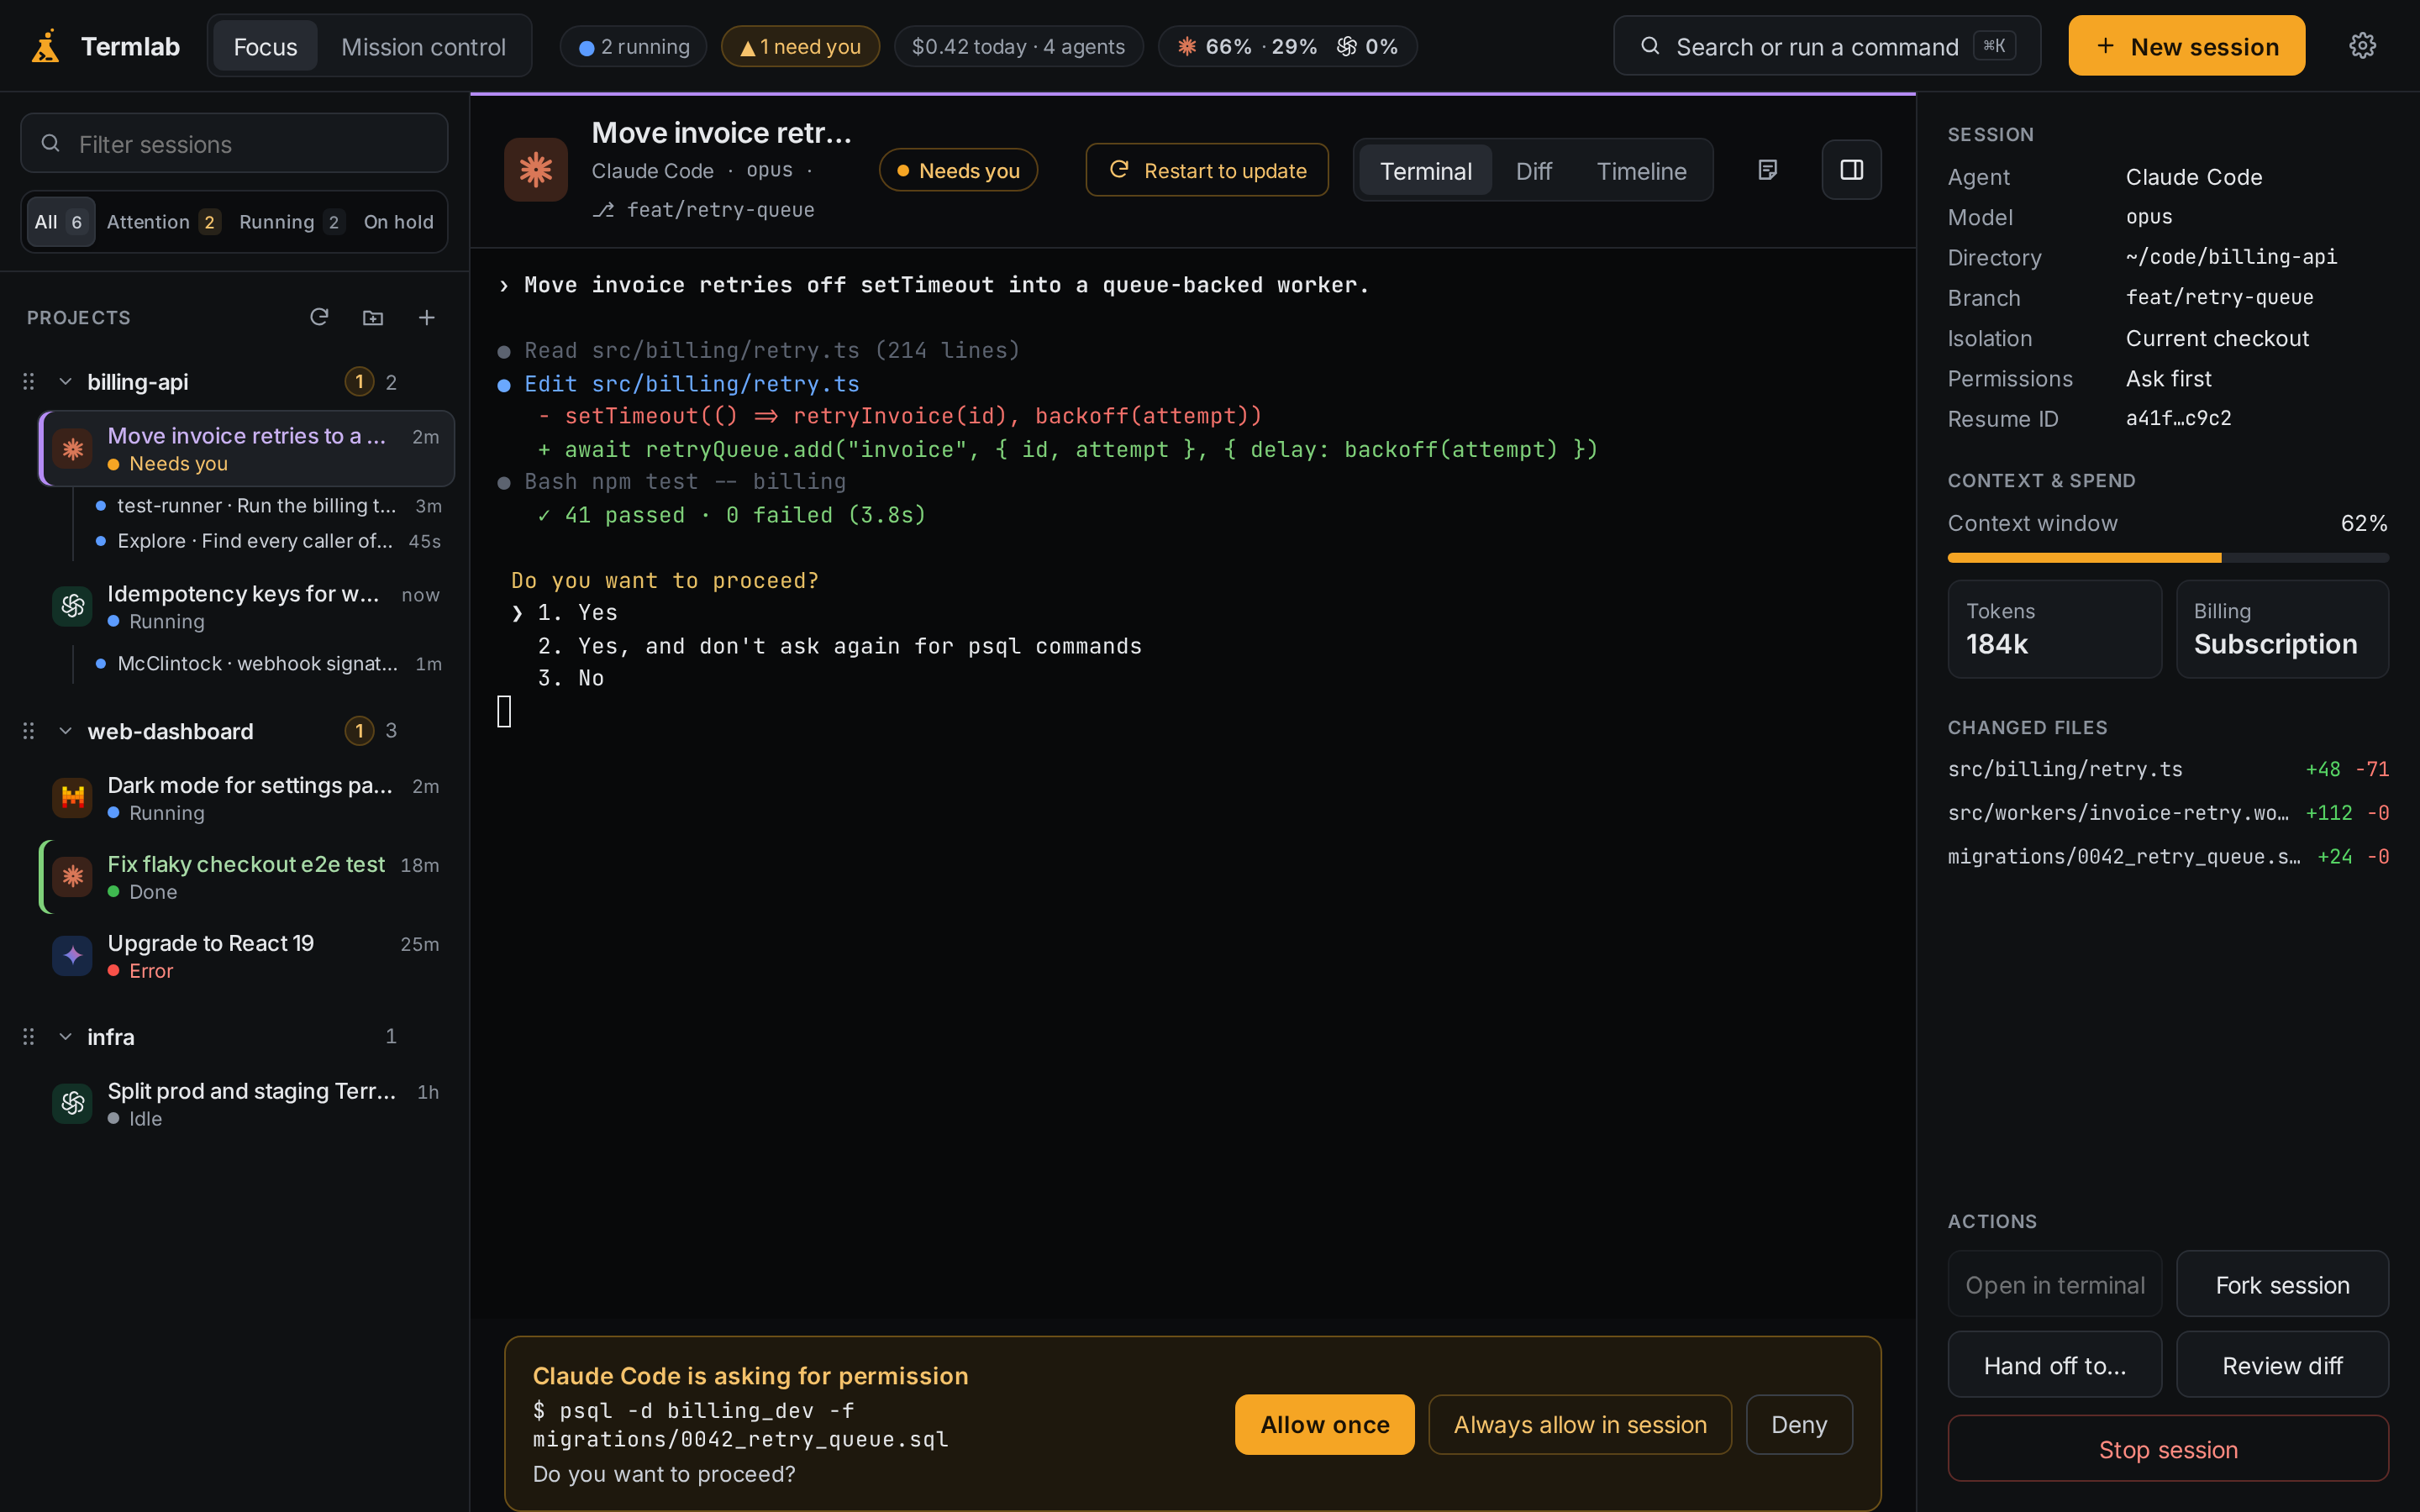 Termlab
Focus
Mission control
2 running
1 need you
$0.42 today · 4 agents
66% · 29% 0%
Search or run a command ⌘K
+ New session
Filter sessions
All 6
Attention 2
Running 2
On hold
PROJECTS
billing-api 1 2
Move invoice retries to a … 2m
Needs you
test-runner · Run the billing t… 3m
Explore · Find every caller of… 45s
Idempotency keys for w… now
Running
McClintock · webhook signat… 1m
web-dashboard 1 3
Dark mode for settings pa… 2m
Running
Fix flaky checkout e2e test 18m
Done
Upgrade to React 19 25m
Error
infra 1
Split prod and staging Terr… 1h
Idle
Move invoice retr…
Claude Code · opus ·
feat/retry-queue
Needs you
Restart to update
Terminal
Diff
Timeline
› Move invoice retries off setTimeout into a queue-backed worker.
● Read src/billing/retry.ts (214 lines)
● Edit src/billing/retry.ts
- setTimeout(() => retryInvoice(id), backoff(attempt))
+ await retryQueue.add("invoice", { id, attempt }, { delay: backoff(attempt) })
● Bash npm test -- billing
✓ 41 passed · 0 failed (3.8s)
Do you want to proceed?
❯ 1. Yes
2. Yes, and don't ask again for psql commands
3. No
Claude Code is asking for permission
$ psql -d billing_dev -f
migrations/0042_retry_queue.sql
Do you want to proceed?
Allow once
Always allow in session
Deny
SESSION
Agent Claude Code
Model opus
Directory ~/code/billing-api
Branch feat/retry-queue
Isolation Current checkout
Permissions Ask first
Resume ID a41f…c9c2
CONTEXT & SPEND
Context window 62%
Tokens
184k
Billing
Subscription
CHANGED FILES
src/billing/retry.ts +48 -71
src/workers/invoice-retry.wo… +112 -0
migrations/0042_retry_queue.s… +24 -0
ACTIONS
Open in terminal
Fork session
Hand off to…
Review diff
Stop session